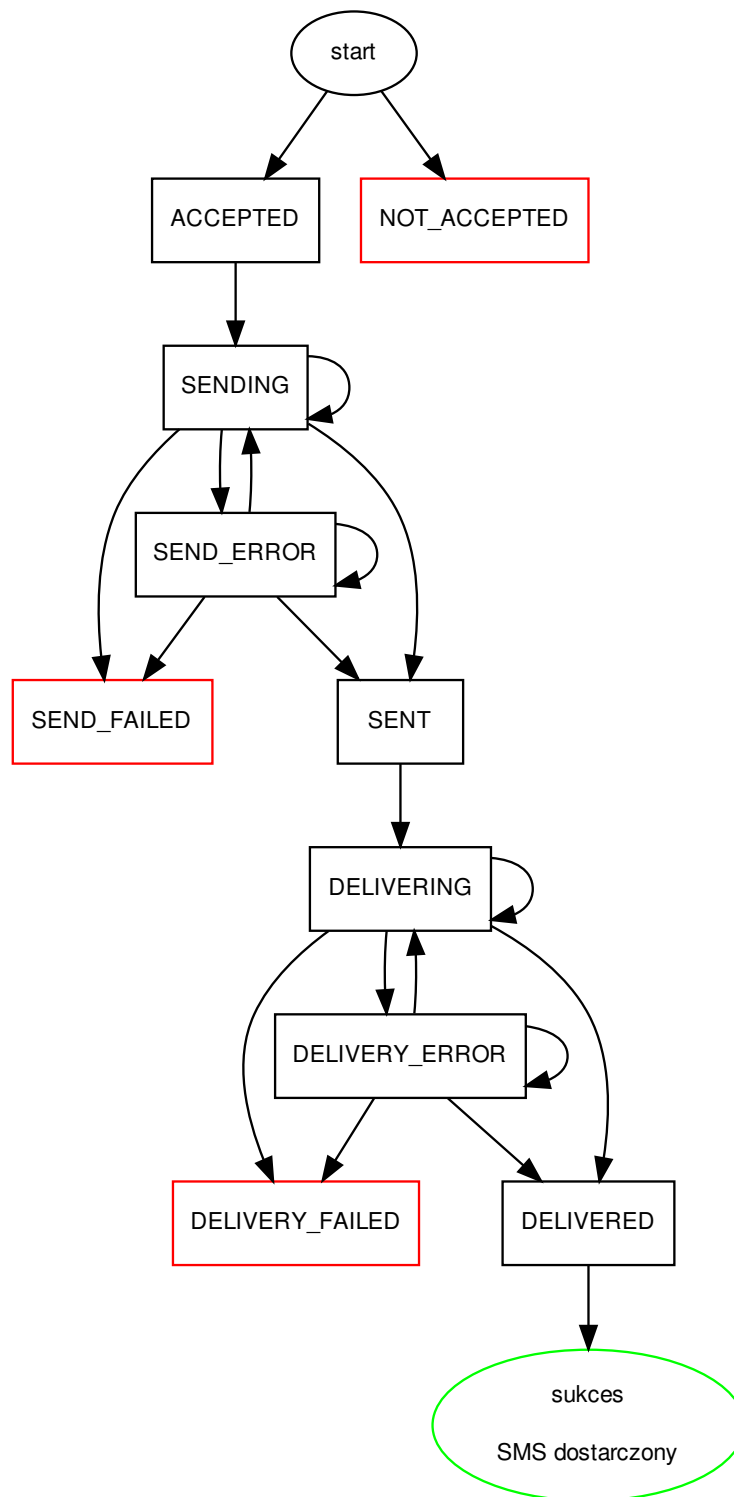 start
ACCEPTED
NOT_ACCEPTED
SENDING
SEND_ERROR
SEND_FAILED
SENT
DELIVERING
DELIVERY_ERROR
DELIVERY_FAILED
DELIVERED
sukces
SMS dostarczony